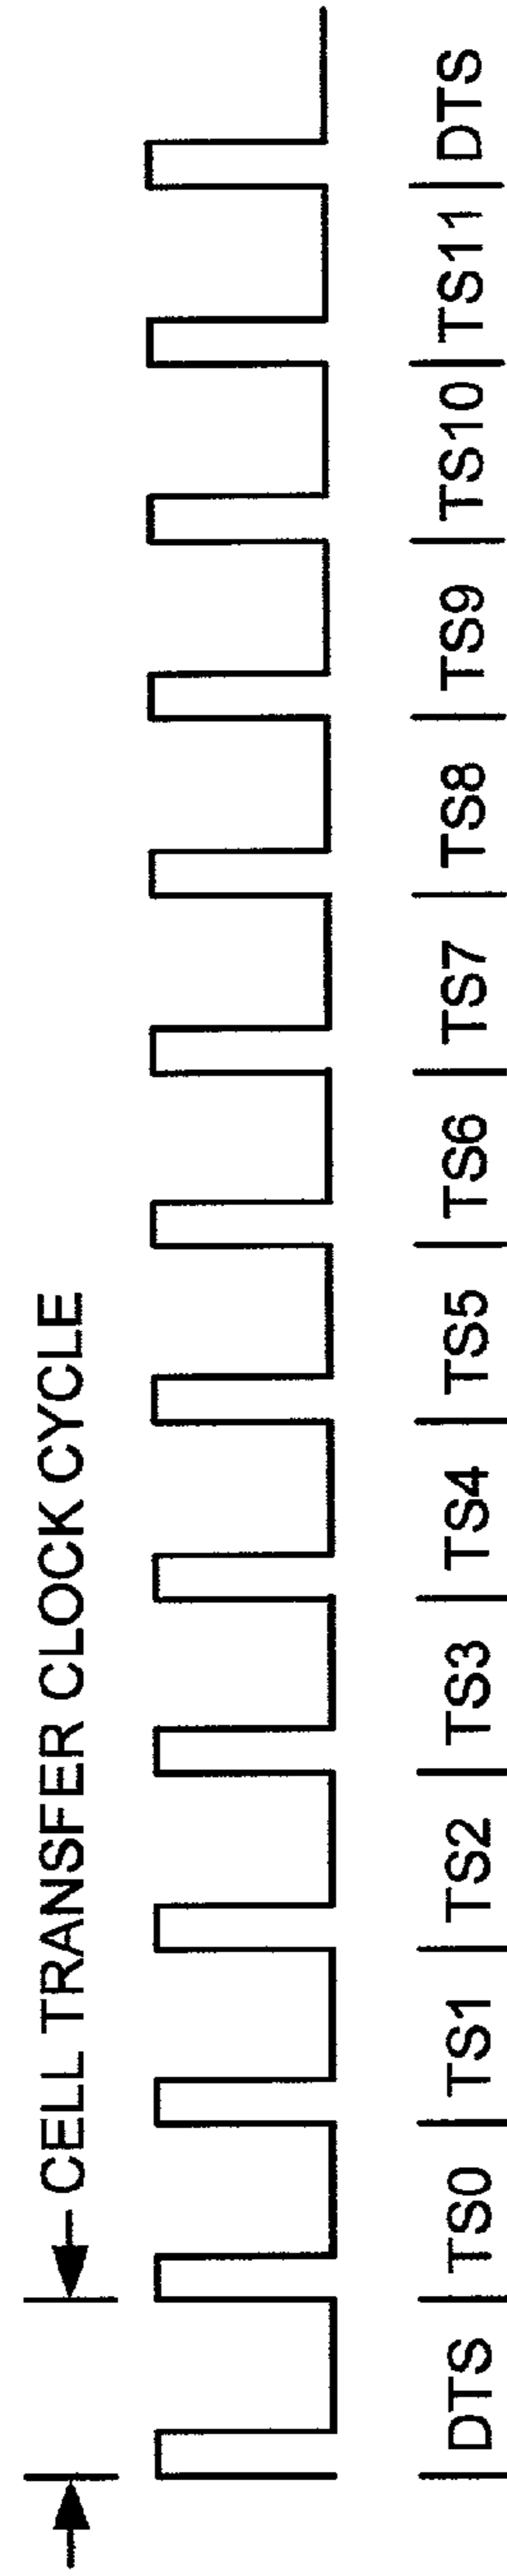 CELL TRANSFER CLOCK CYCLE
DTS | TS0 | TS1 | TS2 | TS3 | TS4 | TS5 | TS6 | TS7 | TS8 | TS9 | TS10 | TS11 | DTS